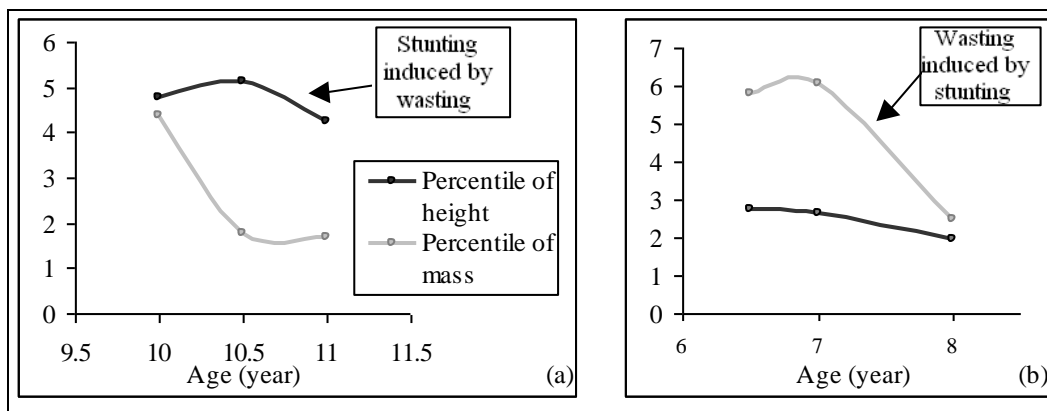 6
5
4
3
2
1
0
9.5 10 10.5 11 11.5
Age (year)
(a)
Stunting
induced by
wasting
Percentile of
height
Percentile of
mass
7
6
5
4
3
2
1
0
6 7 8
Age (year)
(b)
Wasting
induced by
stunting